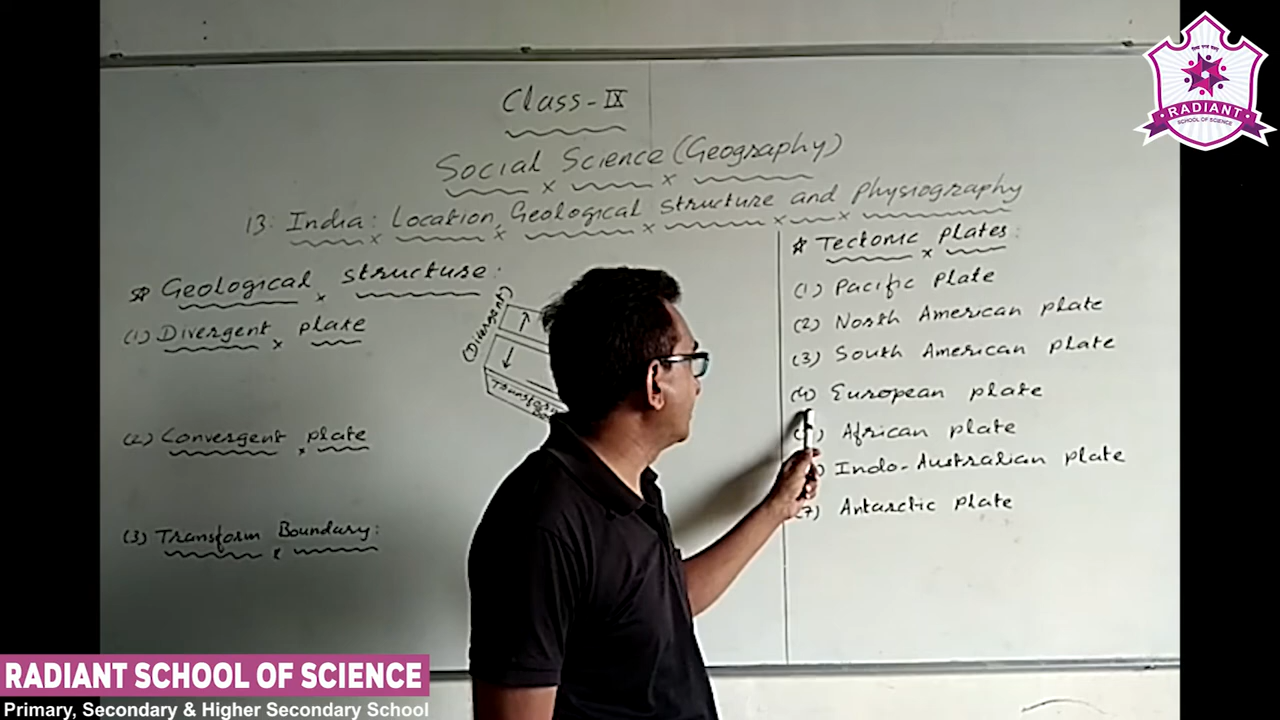 Class-IX
Social Science (Geography)
13: India: Location, Geological structure and Physiography
* Geological structure:
(1) Divergent plate
(2) Convergent plate
(3) Transform Boundary:
(Divergent)
* Tectonic plates:
(1) Pacific Plate
(2) North American plate
(3) South American plate
(4) European plate
African plate
Indo-Australian plate
(7) Antarctic plate
RADIANT
SCHOOL OF SCIENCE
RADIANT SCHOOL OF SCIENCE
Primary, Secondary & Higher Secondary School